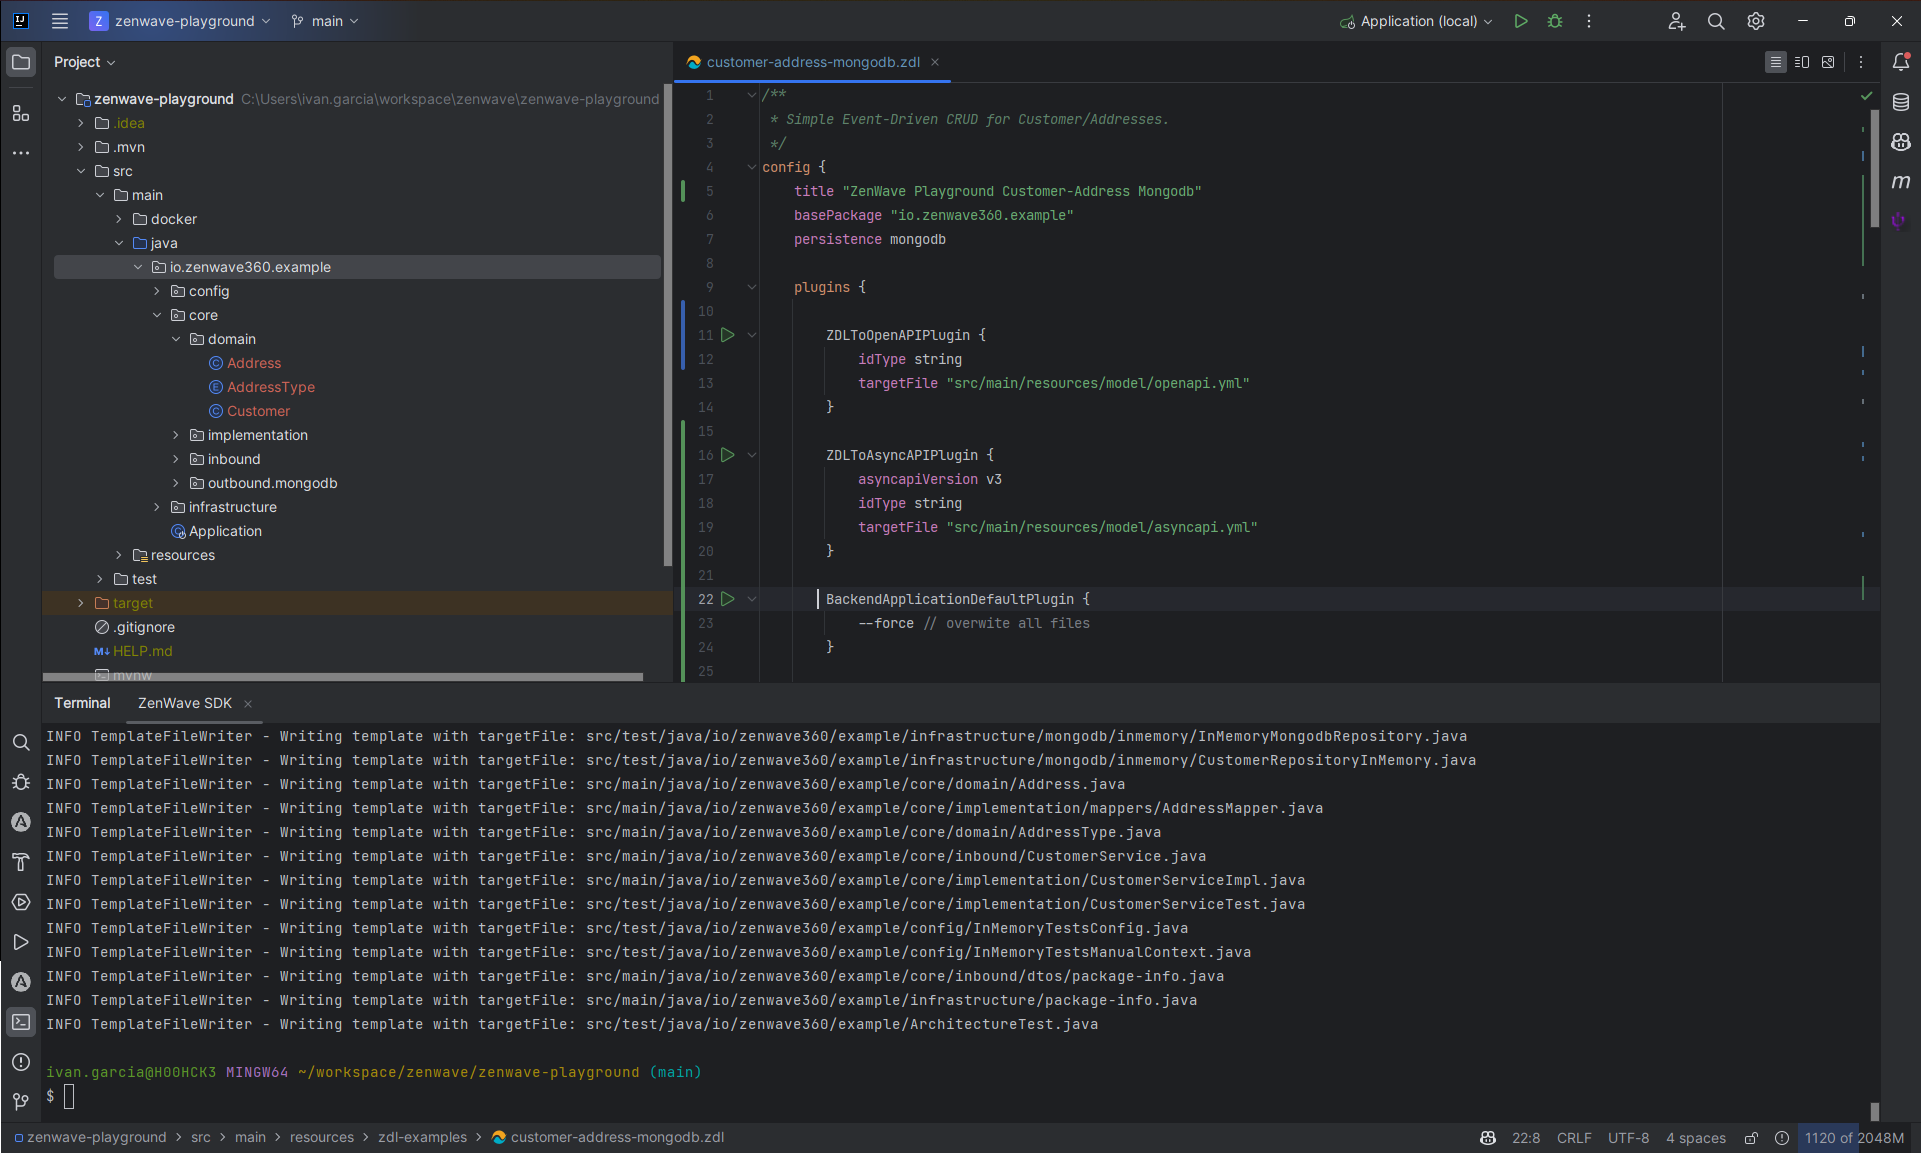 zenwave-playground
main
Application (local)
Project
zenwave-playground C:\Users\ivan.garcia\workspace\zenwave\zenwave-playground
.idea
.mvn
src
main
docker
java
io.zenwave360.example
config
core
domain
Address
AddressType
Customer
implementation
inbound
outbound.mongodb
infrastructure
Application
resources
test
target
.gitignore
M↓ HELP.md
mvnw
customer-address-mongodb.zdl
1 /**
2 * Simple Event-Driven CRUD for Customer/Addresses.
3 */
4 config {
5 title "ZenWave Playground Customer-Address Mongodb"
6 basePackage "io.zenwave360.example"
7 persistence mongodb
8
9 plugins {
10
11 ZDLToOpenAPIPlugin {
12 idType string
13 targetFile "src/main/resources/model/openapi.yml"
14 }
15
16 ZDLToAsyncAPIPlugin {
17 asyncapiVersion v3
18 idType string
19 targetFile "src/main/resources/model/asyncapi.yml"
20 }
21
22 BackendApplicationDefaultPlugin {
23 --force // overwite all files
24 }
25
Terminal ZenWave SDK
INFO TemplateFileWriter - Writing template with targetFile: src/test/java/io/zenwave360/example/infrastructure/mongodb/inmemory/InMemoryMongodbRepository.java
INFO TemplateFileWriter - Writing template with targetFile: src/test/java/io/zenwave360/example/infrastructure/mongodb/inmemory/CustomerRepositoryInMemory.java
INFO TemplateFileWriter - Writing template with targetFile: src/main/java/io/zenwave360/example/core/domain/Address.java
INFO TemplateFileWriter - Writing template with targetFile: src/main/java/io/zenwave360/example/core/implementation/mappers/AddressMapper.java
INFO TemplateFileWriter - Writing template with targetFile: src/main/java/io/zenwave360/example/core/domain/AddressType.java
INFO TemplateFileWriter - Writing template with targetFile: src/main/java/io/zenwave360/example/core/inbound/CustomerService.java
INFO TemplateFileWriter - Writing template with targetFile: src/main/java/io/zenwave360/example/core/implementation/CustomerServiceImpl.java
INFO TemplateFileWriter - Writing template with targetFile: src/test/java/io/zenwave360/example/core/implementation/CustomerServiceTest.java
INFO TemplateFileWriter - Writing template with targetFile: src/test/java/io/zenwave360/example/config/InMemoryTestsConfig.java
INFO TemplateFileWriter - Writing template with targetFile: src/test/java/io/zenwave360/example/config/InMemoryTestsManualContext.java
INFO TemplateFileWriter - Writing template with targetFile: src/main/java/io/zenwave360/example/core/inbound/dtos/package-info.java
INFO TemplateFileWriter - Writing template with targetFile: src/main/java/io/zenwave360/example/infrastructure/package-info.java
INFO TemplateFileWriter - Writing template with targetFile: src/test/java/io/zenwave360/example/ArchitectureTest.java
ivan.garcia@H00HCK3 MINGW64 ~/workspace/zenwave/zenwave-playground (main)
$
zenwave-playground > src > main > resources > zdl-examples > customer-address-mongodb.zdl
22:8 CRLF UTF-8 4 spaces 1120 of 2048M